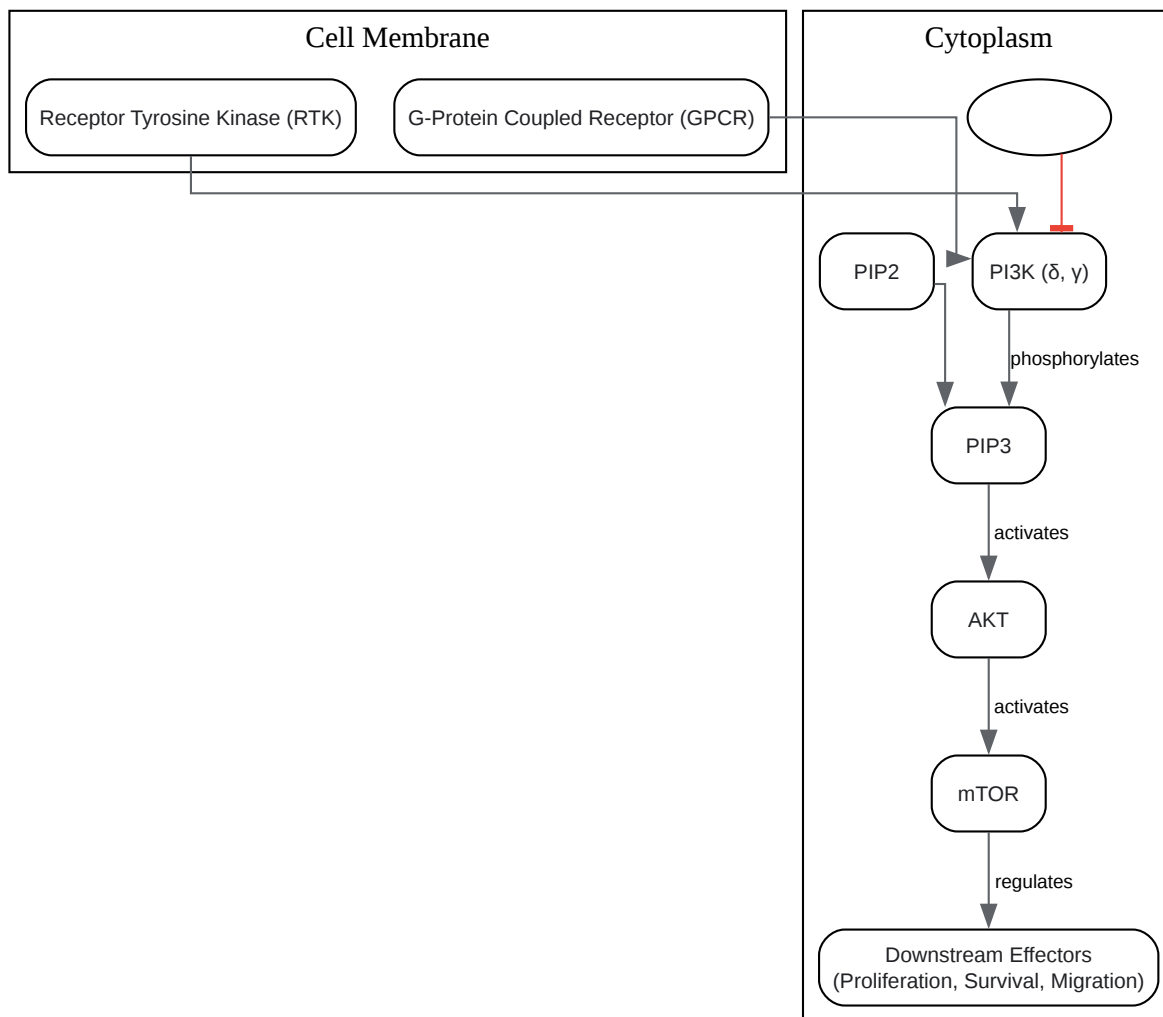 Cell Membrane
Cytoplasm
Receptor Tyrosine Kinase (RTK)
G-Protein Coupled Receptor (GPCR)
PIP2
PI3K (δ, γ)
phosphorylates
PIP3
activates
AKT
activates
mTOR
regulates
Downstream Effectors
(Proliferation, Survival, Migration)